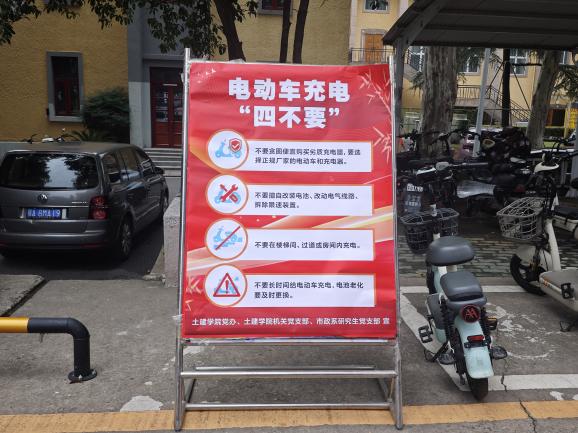 电动车充电
“四不要”
不要贪图便宜购买劣质充电器，要选
择正规厂家的电动车和充电器。
不要擅自改装电池、改动电气线路、
拆除限速装置。
不要在楼梯间、过道或房间内充电。
不要长时间给电动车充电，电池老化
要及时更换。
土建学院党办、土建学院机关党支部、市政系研究生党支部 宣